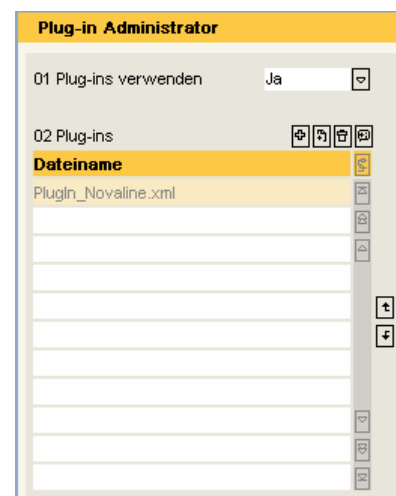 Plug-in Administrator
01 Plug-ins verwenden Ja
02 Plug-ins
Dateiname
PlugIn_Novaline.xml